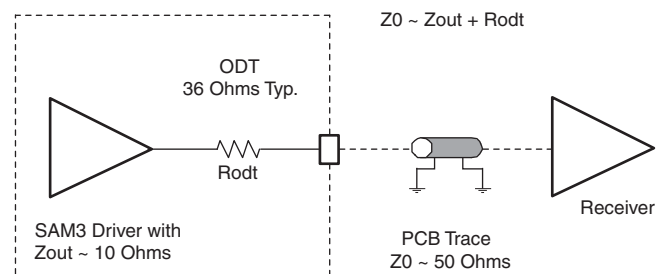 Z0 ~ Zout + Rodt
ODT
36 Ohms Typ.
Rodt
Receiver
SAM3 Driver with
Zout ~ 10 Ohms
PCB Trace
Z0 ~ 50 Ohms